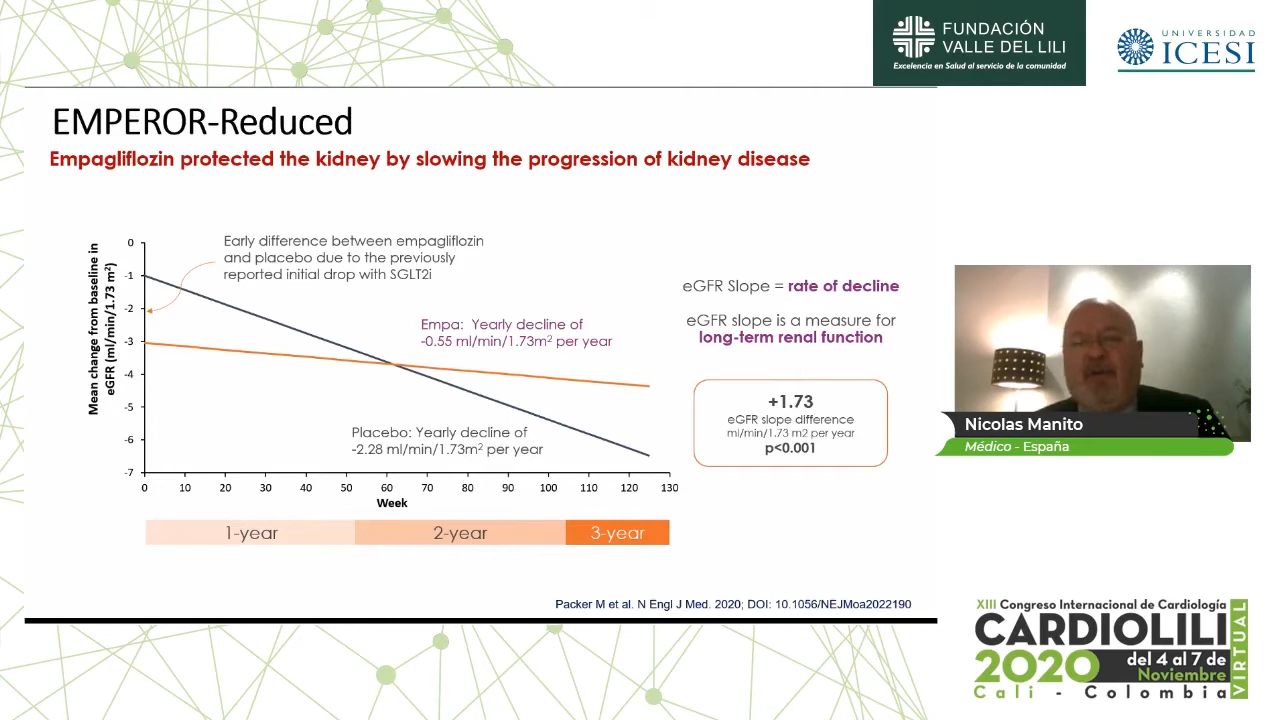 FUNDACIÓN
VALLE DEL LILI
Excelencia en Salud al servicio de la comunidad
UNIVERSIDAD
ICESI
EMPEROR-Reduced
Empagliflozin protected the kidney by slowing the progression of kidney disease
Mean change from baseline in
eGFR (ml/min/1.73 m²)
0
-1
-2
-3
-4
-5
-6
-7
Early difference between empagliflozin
and placebo due to the previously
reported initial drop with SGLT2i
Empa: Yearly decline of
-0.55 ml/min/1.73m² per year
Placebo: Yearly decline of
-2.28 ml/min/1.73m² per year
0 10 20 30 40 50 60 70 80 90 100 110 120 130
Week
1-year 2-year 3-year
eGFR Slope = rate of decline
eGFR slope is a measure for
long-term renal function
+1.73
eGFR slope difference
ml/min/1.73 m2 per year
p<0.001
Packer M et al. N Engl J Med. 2020; DOI: 10.1056/NEJMoa2022190
Nicolas Manito
Médico - España
XIII Congreso Internacional de Cardiología
CARDIOLILI
2020
del 4 al 7 de
Noviembre
VIRTUAL
Cali - Colombia